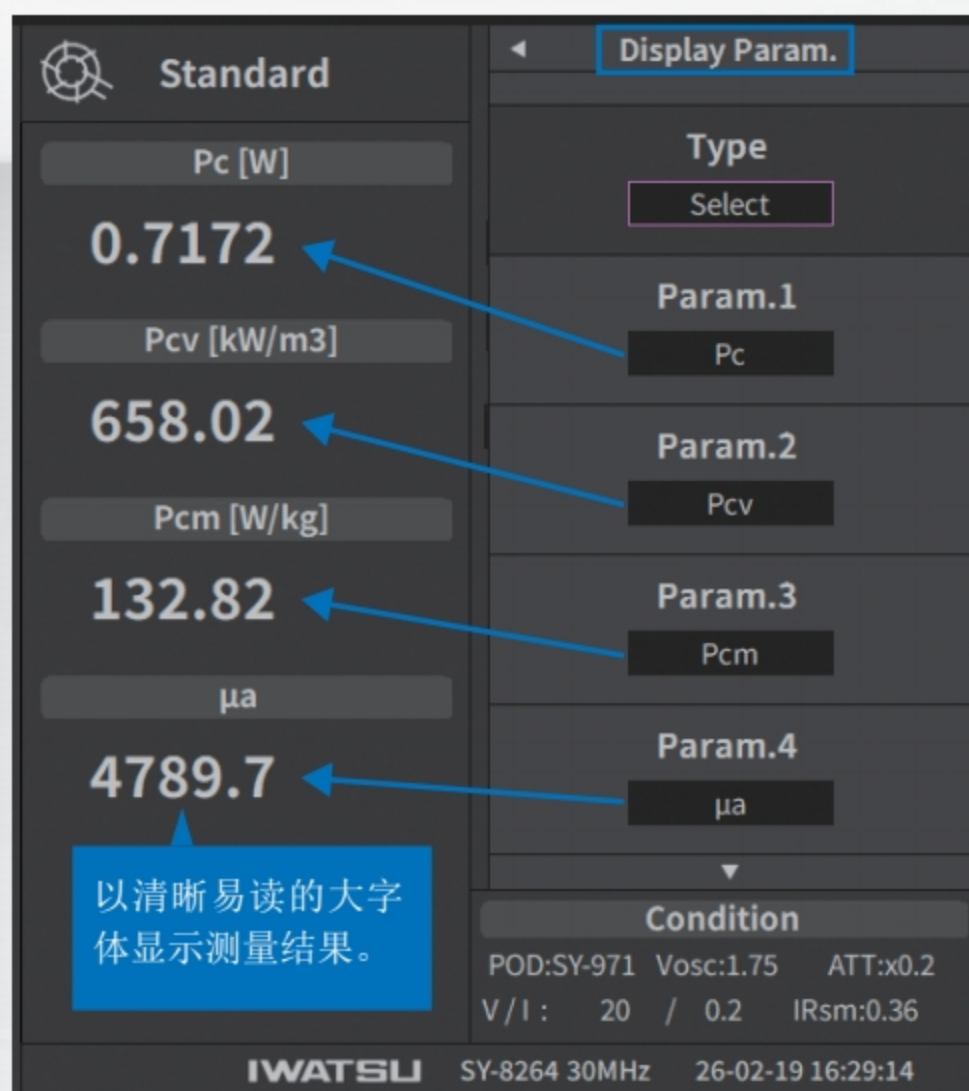 Standard
Pc [W]
0.7172
Pcv [kW/m3]
658.02
Pcm [W/kg]
132.82
µa
4789.7
以清晰易读的大字
体显示测量结果。
Display Param.
Type
Select
Param.1
Pc
Param.2
Pcv
Param.3
Pcm
Param.4
µa
Condition
POD:SY-971 Vosc:1.75 ATT:x0.2
V / I : 20 / 0.2 IRsm:0.36
IWATSU SY-8264 30MHz 26-02-19 16:29:14